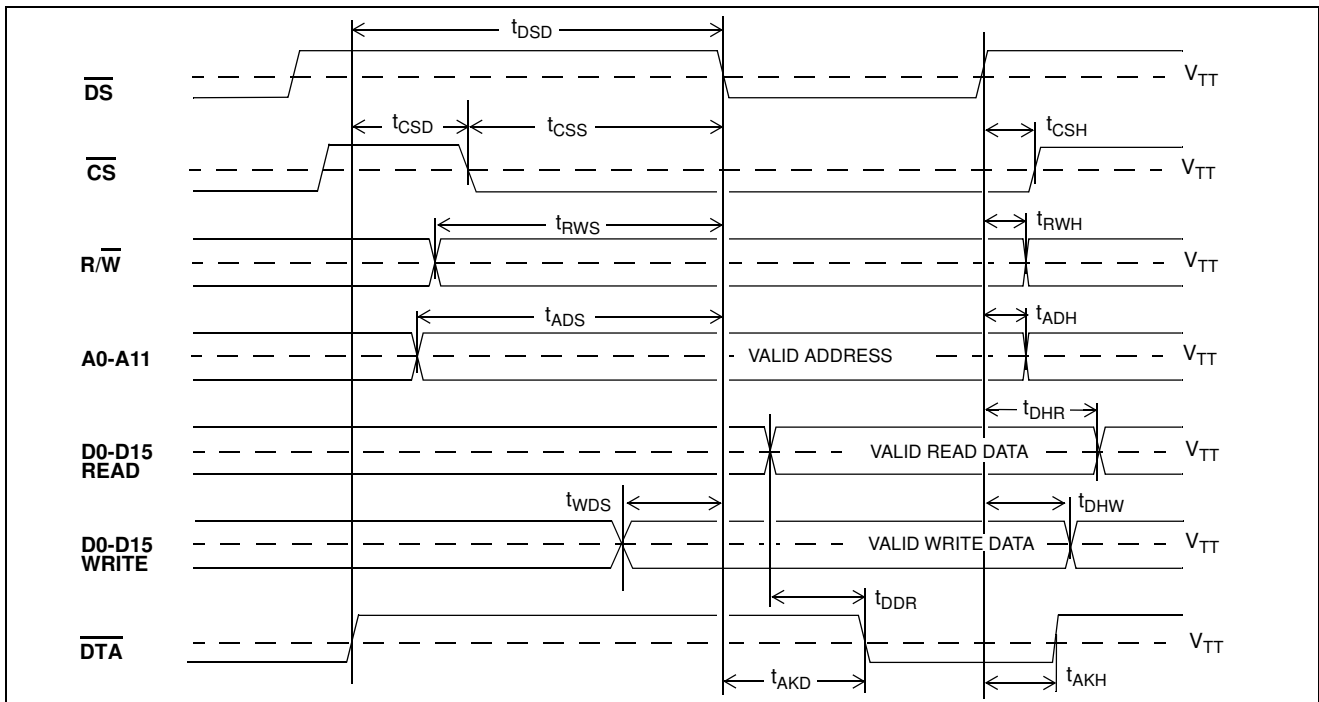 tDSD
DS
VTT
tCSD
tCSS
tCSH
CS
VTT
tRWS
tRWH
R/W
VTT
tADS
tADH
A0-A11
VALID ADDRESS
VTT
tDHR
D0-D15
READ
VALID READ DATA
VTT
tWDS
tDHW
D0-D15
WRITE
VALID WRITE DATA
VTT
tDDR
DTA
VTT
tAKD
tAKH